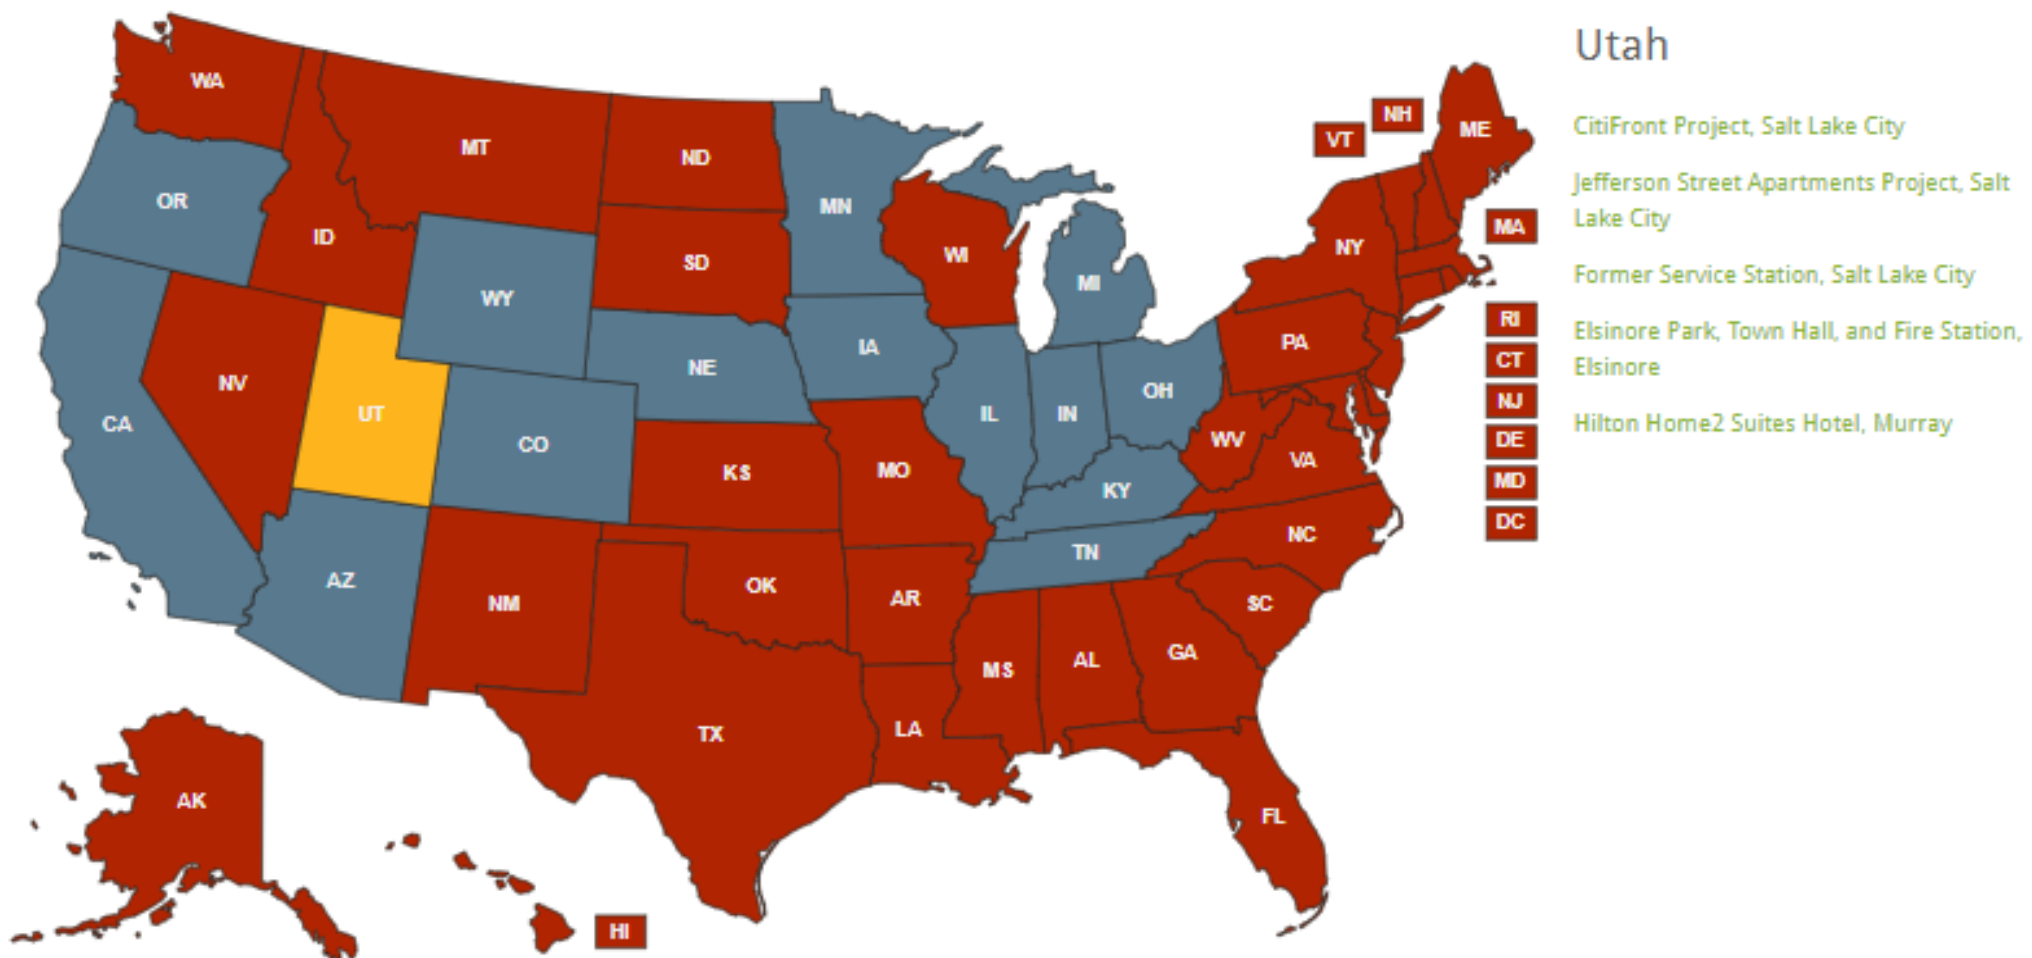 WA
MT
ND
MN
OR
ID
SD
WI
MI
WY
NE
IA
NV
UT
CO
CA
KS
MO
IL
IN
OH
KY
WV
VA
PA
NY
VT
NH
ME
MA
RI
CT
NJ
DE
MD
DC
NC
TN
SC
AZ
NM
OK
AR
MS
AL
GA
TX
LA
FL
AK
HI
Utah
CitiFront Project, Salt Lake City
Jefferson Street Apartments Project, Salt
Lake City
Former Service Station, Salt Lake City
Elsinore Park, Town Hall, and Fire Station,
Elsinore
Hilton Home2 Suites Hotel, Murray